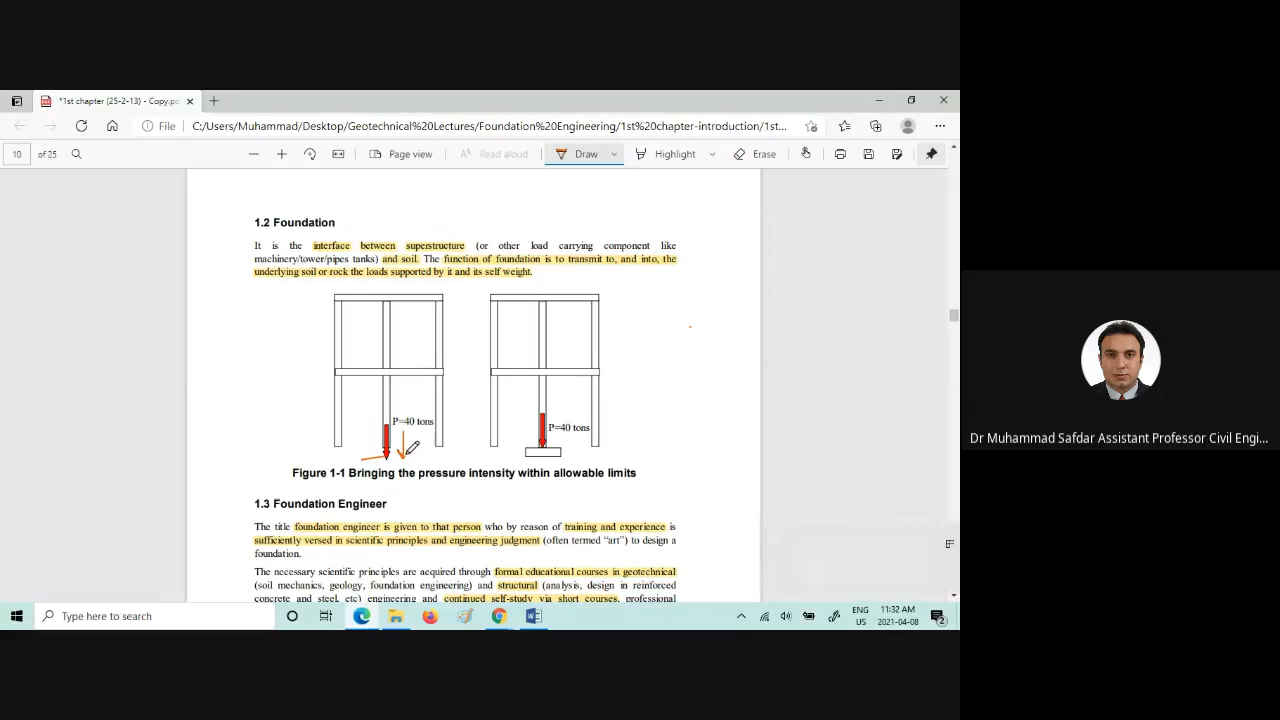 *1st chapter (25-2-13) - Copy.pd
File
C:/Users/Muhammad/Desktop/Geotechnical%20Lectures/Foundation%20Engineering/1st%20chapter-introduction/1st...
10 of 25
Page view
Read aloud
Draw
Highlight
Erase
1.2 Foundation
It is the interface between superstructure (or other load carrying component like
machinery/tower/pipes tanks) and soil. The function of foundation is to transmit to, and into, the
underlying soil or rock the loads supported by it and its self weight.
P=40 tons
P=40 tons
Figure 1-1 Bringing the pressure intensity within allowable limits
1.3 Foundation Engineer
The title foundation engineer is given to that person who by reason of training and experience is
sufficiently versed in scientific principles and engineering judgment (often termed “art”) to design a
foundation.
The necessary scientific principles are acquired through formal educational courses in geotechnical
(soil mechanics, geology, foundation engineering) and structural (analysis, design in reinforced
concrete and steel, etc) engineering and continued self-study via short courses, professional
Dr Muhammad Safdar Assistant Professor Civil Engi...
Type here to search
ENG
US
11:32 AM
2021-04-08
2